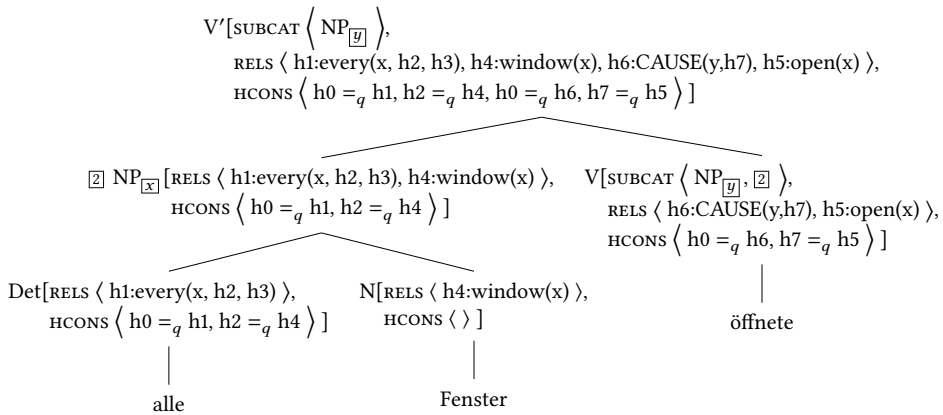 V′[SUBCAT ⟨ NP[y] ⟩,
RELS ⟨ h1:every(x, h2, h3), h4:window(x), h6:CAUSE(y,h7), h5:open(x) ⟩,
HCONS ⟨ h0 =q h1, h2 =q h4, h0 =q h6, h7 =q h5 ⟩ ]
[2] NP[x] [RELS ⟨ h1:every(x, h2, h3), h4:window(x) ⟩,
HCONS ⟨ h0 =q h1, h2 =q h4 ⟩ ]
V[SUBCAT ⟨ NP[y], [2] ⟩,
RELS ⟨ h6:CAUSE(y,h7), h5:open(x) ⟩,
HCONS ⟨ h0 =q h6, h7 =q h5 ⟩ ]
Det[RELS ⟨ h1:every(x, h2, h3) ⟩,
HCONS ⟨ h0 =q h1, h2 =q h4 ⟩ ]
N[RELS ⟨ h4:window(x) ⟩,
HCONS ⟨ ⟩ ]
öffnete
alle
Fenster